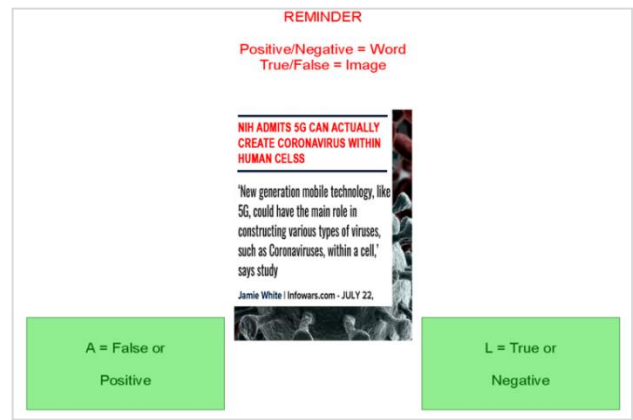 REMINDER
Positive/Negative = Word
True/False = Image
NIH ADMITS 5G CAN ACTUALLY
CREATE CORONAVIRUS WITHIN
HUMAN CELSS
'New generation mobile technology, like
5G, could have the main role in
constructing various types of viruses,
such as Coronaviruses, within a cell,'
says study
Jamie White | Infowars.com - JULY 22,
A = False or
Positive
L = True or
Negative